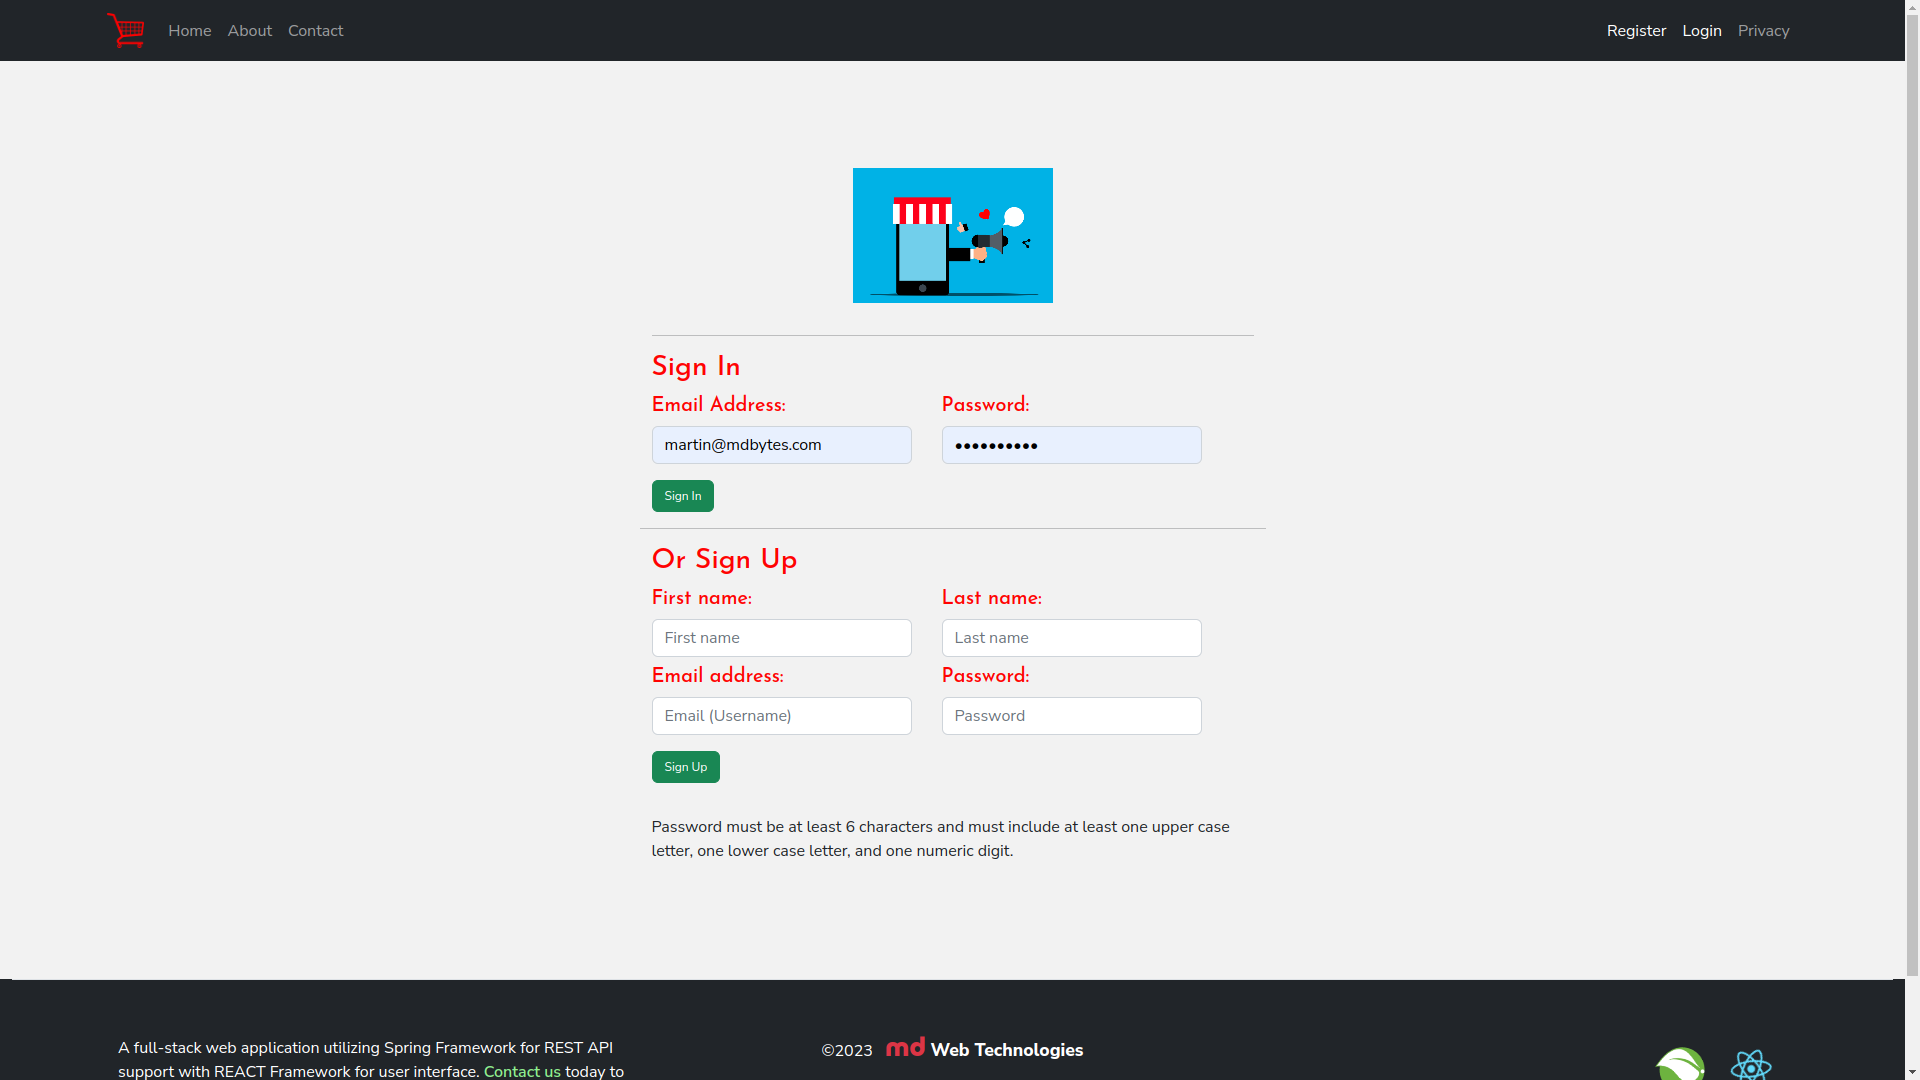 Home About Contact Register Login Privacy
Sign In
Email Address: Password:
martin@mdbytes.com ••••••••••
Sign In
Or Sign Up
First name: Last name:
First name Last name
Email address: Password:
Email (Username) Password
Sign Up
Password must be at least 6 characters and must include at least one upper case
letter, one lower case letter, and one numeric digit.
A full-stack web application utilizing Spring Framework for REST API
support with REACT Framework for user interface. Contact us today to
©2023 md Web Technologies